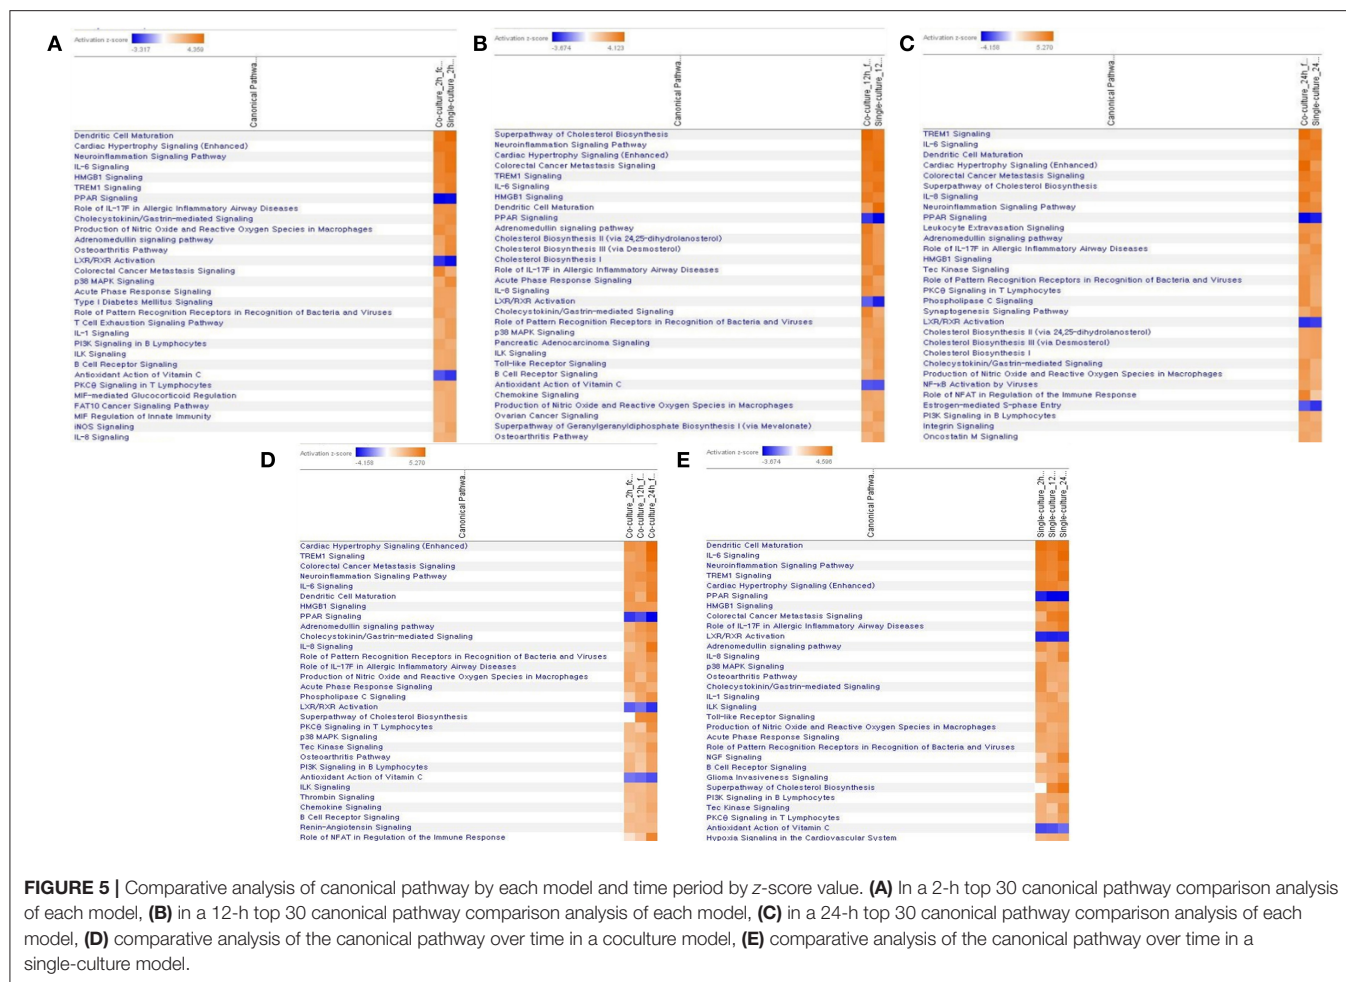 A
Activation z-score
-3.317 4.358
Canonical Pathwa...
Co-culture_2h_fc...
Single-culture_2h...
Dendritic Cell Maturation
Cardiac Hypertrophy Signaling (Enhanced)
Neuroinflammation Signaling Pathway
IL-6 Signaling
HMGB1 Signaling
TREM1 Signaling
PPAR Signaling
Role of IL-17F in Allergic Inflammatory Airway Diseases
Cholecystokinin/Gastrin-mediated Signaling
Production of Nitric Oxide and Reactive Oxygen Species in Macrophages
Adrenomedullin signaling pathway
Osteoarthritis Pathway
LXR/RXR Activation
Colorectal Cancer Metastasis Signaling
p38 MAPK Signaling
Acute Phase Response Signaling
Type I Diabetes Mellitus Signaling
Role of Pattern Recognition Receptors in Recognition of Bacteria and Viruses
T Cell Exhaustion Signaling Pathway
IL-1 Signaling
PI3K Signaling in B Lymphocytes
ILK Signaling
B Cell Receptor Signaling
Antioxidant Action of Vitamin C
PKCθ Signaling in T Lymphocytes
MIF-mediated Glucocorticoid Regulation
FAT10 Cancer Signaling Pathway
MIF Regulation of Innate Immunity
iNOS Signaling
IL-8 Signaling
B
Activation z-score
-3.674 4.123
Canonical Pathwa...
Co-culture_12h_f...
Single-culture_12...
Superpathway of Cholesterol Biosynthesis
Neuroinflammation Signaling Pathway
Cardiac Hypertrophy Signaling (Enhanced)
Colorectal Cancer Metastasis Signaling
TREM1 Signaling
IL-6 Signaling
HMGB1 Signaling
Dendritic Cell Maturation
PPAR Signaling
Adrenomedullin signaling pathway
Cholesterol Biosynthesis II (via 24,25-dihydrolanosterol)
Cholesterol Biosynthesis III (via Desmosterol)
Cholesterol Biosynthesis I
Role of IL-17F in Allergic Inflammatory Airway Diseases
Acute Phase Response Signaling
IL-8 Signaling
LXR/RXR Activation
Cholecystokinin/Gastrin-mediated Signaling
Role of Pattern Recognition Receptors in Recognition of Bacteria and Viruses
p38 MAPK Signaling
Pancreatic Adenocarcinoma Signaling
ILK Signaling
Toll-like Receptor Signaling
B Cell Receptor Signaling
Antioxidant Action of Vitamin C
Chemokine Signaling
Production of Nitric Oxide and Reactive Oxygen Species in Macrophages
Ovarian Cancer Signaling
Superpathway of Geranylgeranyldiphosphate Biosynthesis I (via Mevalonate)
Osteoarthritis Pathway
C
Activation z-score
-4.158 5.270
Canonical Pathwa...
Co-culture_24h_f...
Single-culture_24...
TREM1 Signaling
IL-6 Signaling
Dendritic Cell Maturation
Cardiac Hypertrophy Signaling (Enhanced)
Colorectal Cancer Metastasis Signaling
Superpathway of Cholesterol Biosynthesis
IL-8 Signaling
Neuroinflammation Signaling Pathway
PPAR Signaling
Leukocyte Extravasation Signaling
Adrenomedullin signaling pathway
Role of IL-17F in Allergic Inflammatory Airway Diseases
HMGB1 Signaling
Tec Kinase Signaling
Role of Pattern Recognition Receptors in Recognition of Bacteria and Viruses
PKCθ Signaling in T Lymphocytes
Phospholipase C Signaling
Synaptogenesis Signaling Pathway
LXR/RXR Activation
Cholesterol Biosynthesis II (via 24,25-dihydrolanosterol)
Cholesterol Biosynthesis III (via Desmosterol)
Cholesterol Biosynthesis I
Cholecystokinin/Gastrin-mediated Signaling
Production of Nitric Oxide and Reactive Oxygen Species in Macrophages
NF-κB Activation by Viruses
Role of NFAT in Regulation of the Immune Response
Estrogen-mediated S-phase Entry
PI3K Signaling in B Lymphocytes
Integrin Signaling
Oncostatin M Signaling
D
Activation z-score
-4.158 5.270
Canonical Pathwa...
Co-culture_2h_fc...
Co-culture_12h_f...
Co-culture_24h_f...
Cardiac Hypertrophy Signaling (Enhanced)
TREM1 Signaling
Colorectal Cancer Metastasis Signaling
Neuroinflammation Signaling Pathway
IL-6 Signaling
Dendritic Cell Maturation
HMGB1 Signaling
PPAR Signaling
Adrenomedullin signaling pathway
Cholecystokinin/Gastrin-mediated Signaling
IL-8 Signaling
Role of Pattern Recognition Receptors in Recognition of Bacteria and Viruses
Role of IL-17F in Allergic Inflammatory Airway Diseases
Production of Nitric Oxide and Reactive Oxygen Species in Macrophages
Acute Phase Response Signaling
Phospholipase C Signaling
LXR/RXR Activation
Superpathway of Cholesterol Biosynthesis
PKCθ Signaling in T Lymphocytes
p38 MAPK Signaling
Tec Kinase Signaling
Osteoarthritis Pathway
PI3K Signaling in B Lymphocytes
Antioxidant Action of Vitamin C
ILK Signaling
Thrombin Signaling
Chemokine Signaling
B Cell Receptor Signaling
Renin-Angiotensin Signaling
Role of NFAT in Regulation of the Immune Response
E
Activation z-score
-3.674 4.596
Canonical Pathwa...
Single-culture_2h...
Single-culture_12...
Single-culture_24...
Dendritic Cell Maturation
IL-6 Signaling
Neuroinflammation Signaling Pathway
TREM1 Signaling
Cardiac Hypertrophy Signaling (Enhanced)
PPAR Signaling
HMGB1 Signaling
Colorectal Cancer Metastasis Signaling
Role of IL-17F in Allergic Inflammatory Airway Diseases
LXR/RXR Activation
Adrenomedullin signaling pathway
IL-8 Signaling
p38 MAPK Signaling
Osteoarthritis Pathway
Cholecystokinin/Gastrin-mediated Signaling
IL-1 Signaling
ILK Signaling
Toll-like Receptor Signaling
Production of Nitric Oxide and Reactive Oxygen Species in Macrophages
Acute Phase Response Signaling
Role of Pattern Recognition Receptors in Recognition of Bacteria and Viruses
NGF Signaling
B Cell Receptor Signaling
Glioma Invasiveness Signaling
Superpathway of Cholesterol Biosynthesis
PI3K Signaling in B Lymphocytes
Tec Kinase Signaling
PKCθ Signaling in T Lymphocytes
Antioxidant Action of Vitamin C
Hypoxia Signaling in the Cardiovascular System
FIGURE 5 | Comparative analysis of canonical pathway by each model and time period by z-score value. (A) In a 2-h top 30 canonical pathway comparison analysis
of each model, (B) in a 12-h top 30 canonical pathway comparison analysis of each model, (C) in a 24-h top 30 canonical pathway comparison analysis of each
model, (D) comparative analysis of the canonical pathway over time in a coculture model, (E) comparative analysis of the canonical pathway over time in a
single-culture model.